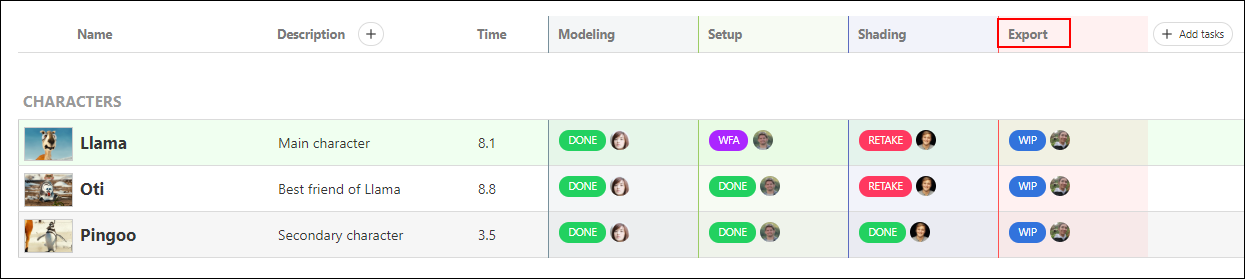 Name Description + Time Modeling Setup Shading Export + Add tasks
CHARACTERS
Llama Main character 8.1 DONE WFA RETAKE WIP
Oti Best friend of Llama 8.8 DONE DONE RETAKE WIP
Pingoo Secondary character 3.5 DONE DONE DONE WIP